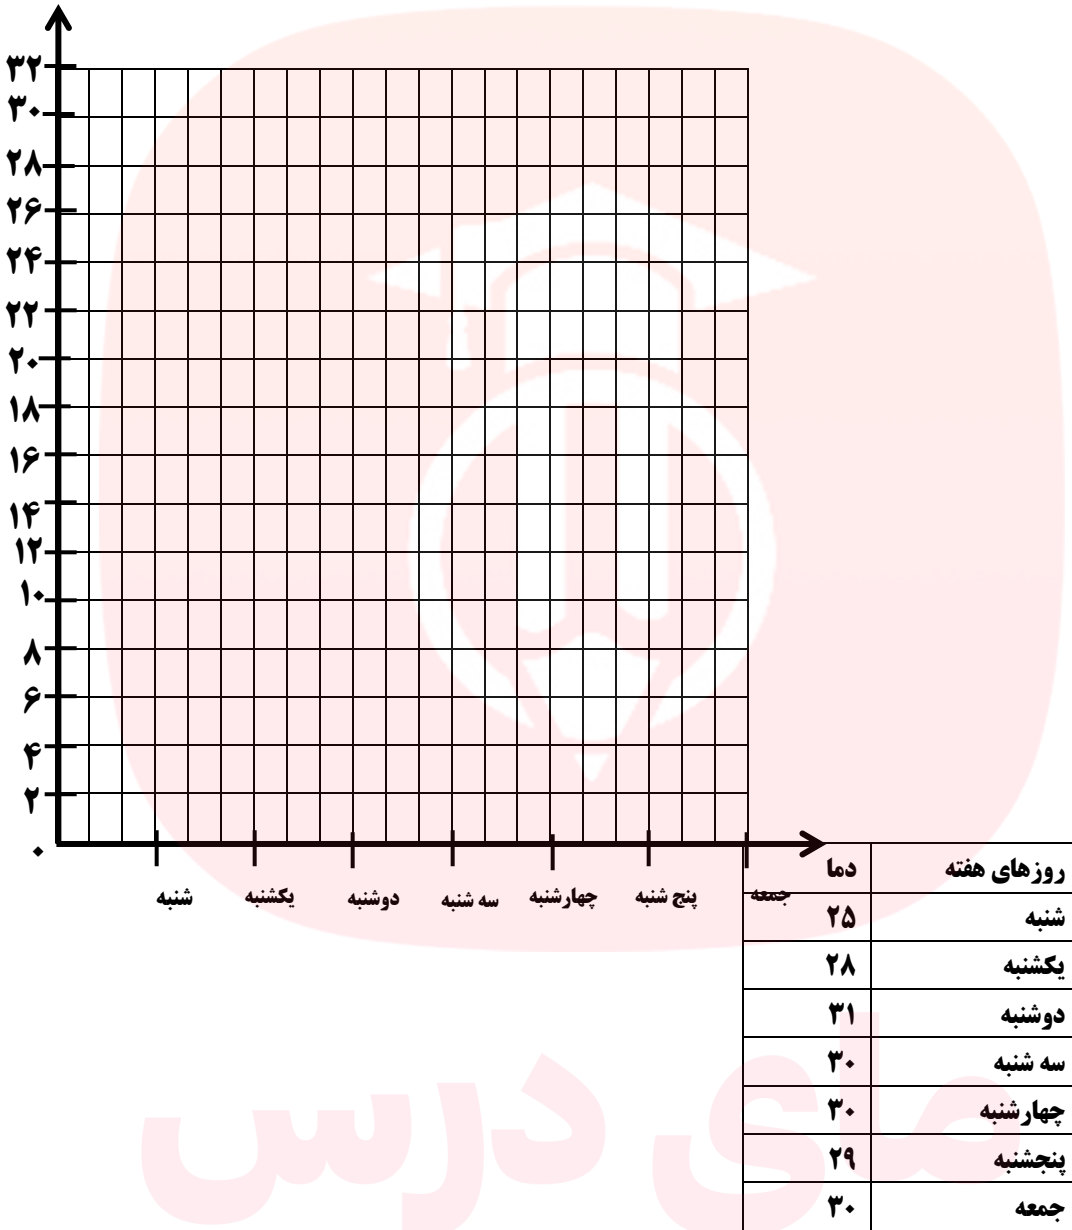 ۳۲
۳۰
۲۸
۲۶
۲۴
۲۲
۲۰
۱۸
۱۶
۱۴
۱۲
۱۰
۸
۶
۴
۲
۰
شنبه یکشنبه دوشنبه سه شنبه چهارشنبه پنج شنبه جمعه
روزهای هفته دما
شنبه ۲۵
یکشنبه ۲۸
دوشنبه ۳۱
سه شنبه ۳۰
چهارشنبه ۳۰
پنجشنبه ۲۹
جمعه ۳۰
مای درس